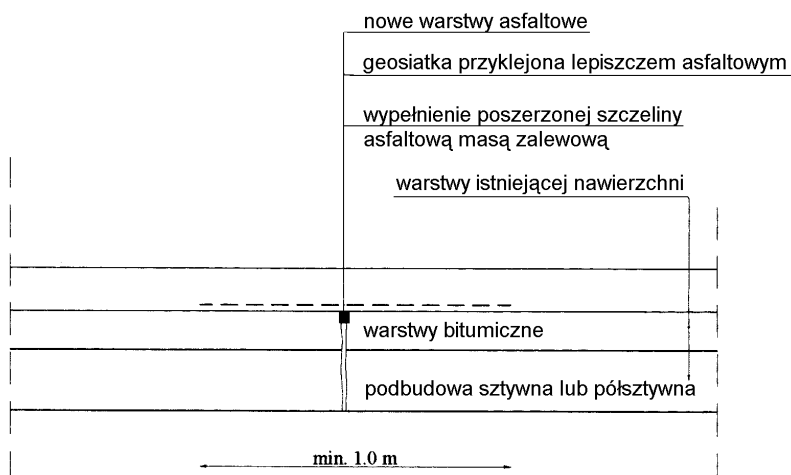 nowe warstwy asfaltowe
geosiatka przyklejona lepiszczem asfaltowym
wypełnienie poszerzonej szczeliny
asfaltową masą zalewową
warstwy istniejącej nawierzchni
warstwy bitumiczne
podbudowa sztywna lub półsztywna
min. 1.0 m